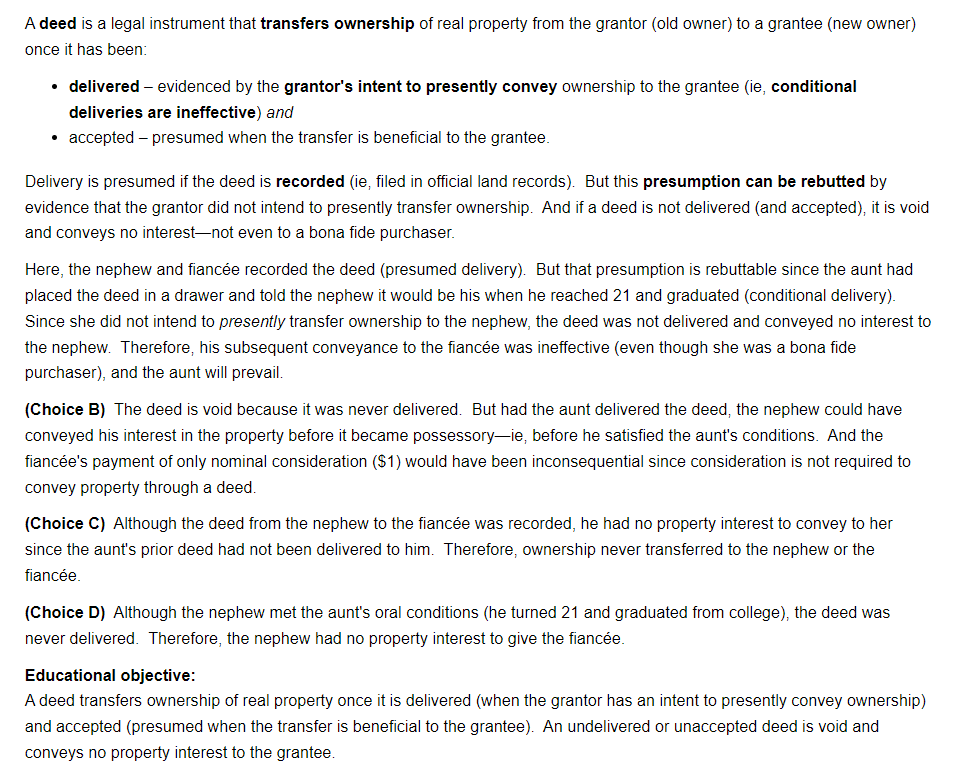 A deed is a legal instrument that transfers ownership of real property from the grantor (old owner) to a grantee (new owner)
once it has been:
• delivered – evidenced by the grantor's intent to presently convey ownership to the grantee (ie, conditional
deliveries are ineffective) and
• accepted – presumed when the transfer is beneficial to the grantee.
Delivery is presumed if the deed is recorded (ie, filed in official land records).  But this presumption can be rebutted by
evidence that the grantor did not intend to presently transfer ownership.  And if a deed is not delivered (and accepted), it is void
and conveys no interest—not even to a bona fide purchaser.
Here, the nephew and fiancée recorded the deed (presumed delivery).  But that presumption is rebuttable since the aunt had
placed the deed in a drawer and told the nephew it would be his when he reached 21 and graduated (conditional delivery).
Since she did not intend to presently transfer ownership to the nephew, the deed was not delivered and conveyed no interest to
the nephew.  Therefore, his subsequent conveyance to the fiancée was ineffective (even though she was a bona fide
purchaser), and the aunt will prevail.
(Choice B)  The deed is void because it was never delivered.  But had the aunt delivered the deed, the nephew could have
conveyed his interest in the property before it became possessory—ie, before he satisfied the aunt's conditions.  And the
fiancée's payment of only nominal consideration ($1) would have been inconsequential since consideration is not required to
convey property through a deed.
(Choice C)  Although the deed from the nephew to the fiancée was recorded, he had no property interest to convey to her
since the aunt's prior deed had not been delivered to him.  Therefore, ownership never transferred to the nephew or the
fiancée.
(Choice D)  Although the nephew met the aunt's oral conditions (he turned 21 and graduated from college), the deed was
never delivered.  Therefore, the nephew had no property interest to give the fiancée.
Educational objective:
A deed transfers ownership of real property once it is delivered (when the grantor has an intent to presently convey ownership)
and accepted (presumed when the transfer is beneficial to the grantee).  An undelivered or unaccepted deed is void and
conveys no property interest to the grantee.